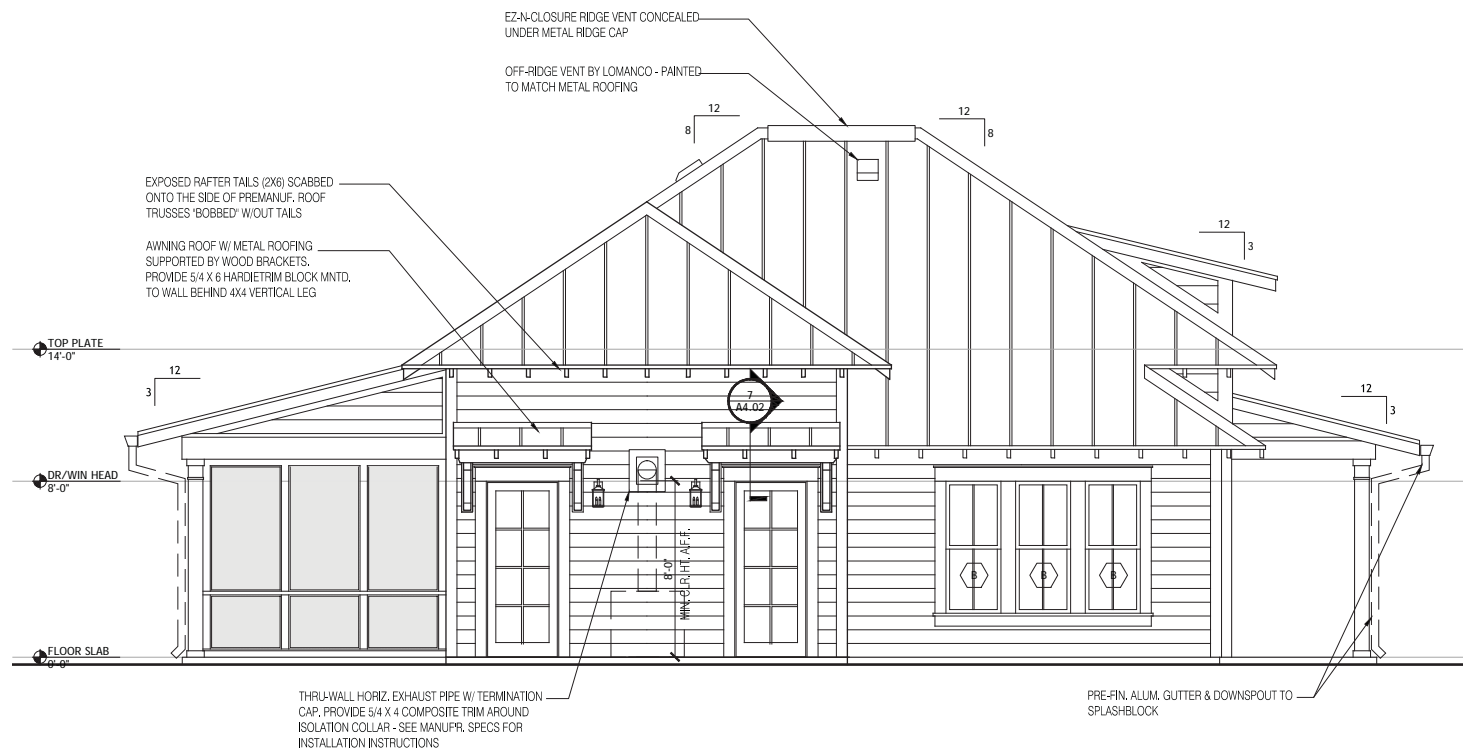 EZ-N-CLOSURE RIDGE VENT CONCEALED
UNDER METAL RIDGE CAP
OFF-RIDGE VENT BY LOMANCO - PAINTED
TO MATCH METAL ROOFING
12
8
12
8
EXPOSED RAFTER TAILS (2X6) SCABBED
ONTO THE SIDE OF PREMANUF. ROOF
TRUSSES "BOBBED" W/OUT TAILS
AWNING ROOF W/ METAL ROOFING
SUPPORTED BY WOOD BRACKETS.
PROVIDE 5/4 X 6 HARDIETRIM BLOCK MNTD.
TO WALL BEHIND 4X4 VERTICAL LEG
12
3
TOP PLATE
14'-0"
12
3
12
3
7
A4.02
DR/WIN HEAD
8'-0"
8'-0"
MIN. CLR. HT. A.F.F.
B
B
B
FLOOR SLAB
0'-0"
THRU-WALL HORIZ. EXHAUST PIPE W/ TERMINATION
CAP. PROVIDE 5/4 X 4 COMPOSITE TRIM AROUND
ISOLATION COLLAR - SEE MANUF'R. SPECS FOR
INSTALLATION INSTRUCTIONS
PRE-FIN. ALUM. GUTTER & DOWNSPOUT TO
SPLASHBLOCK